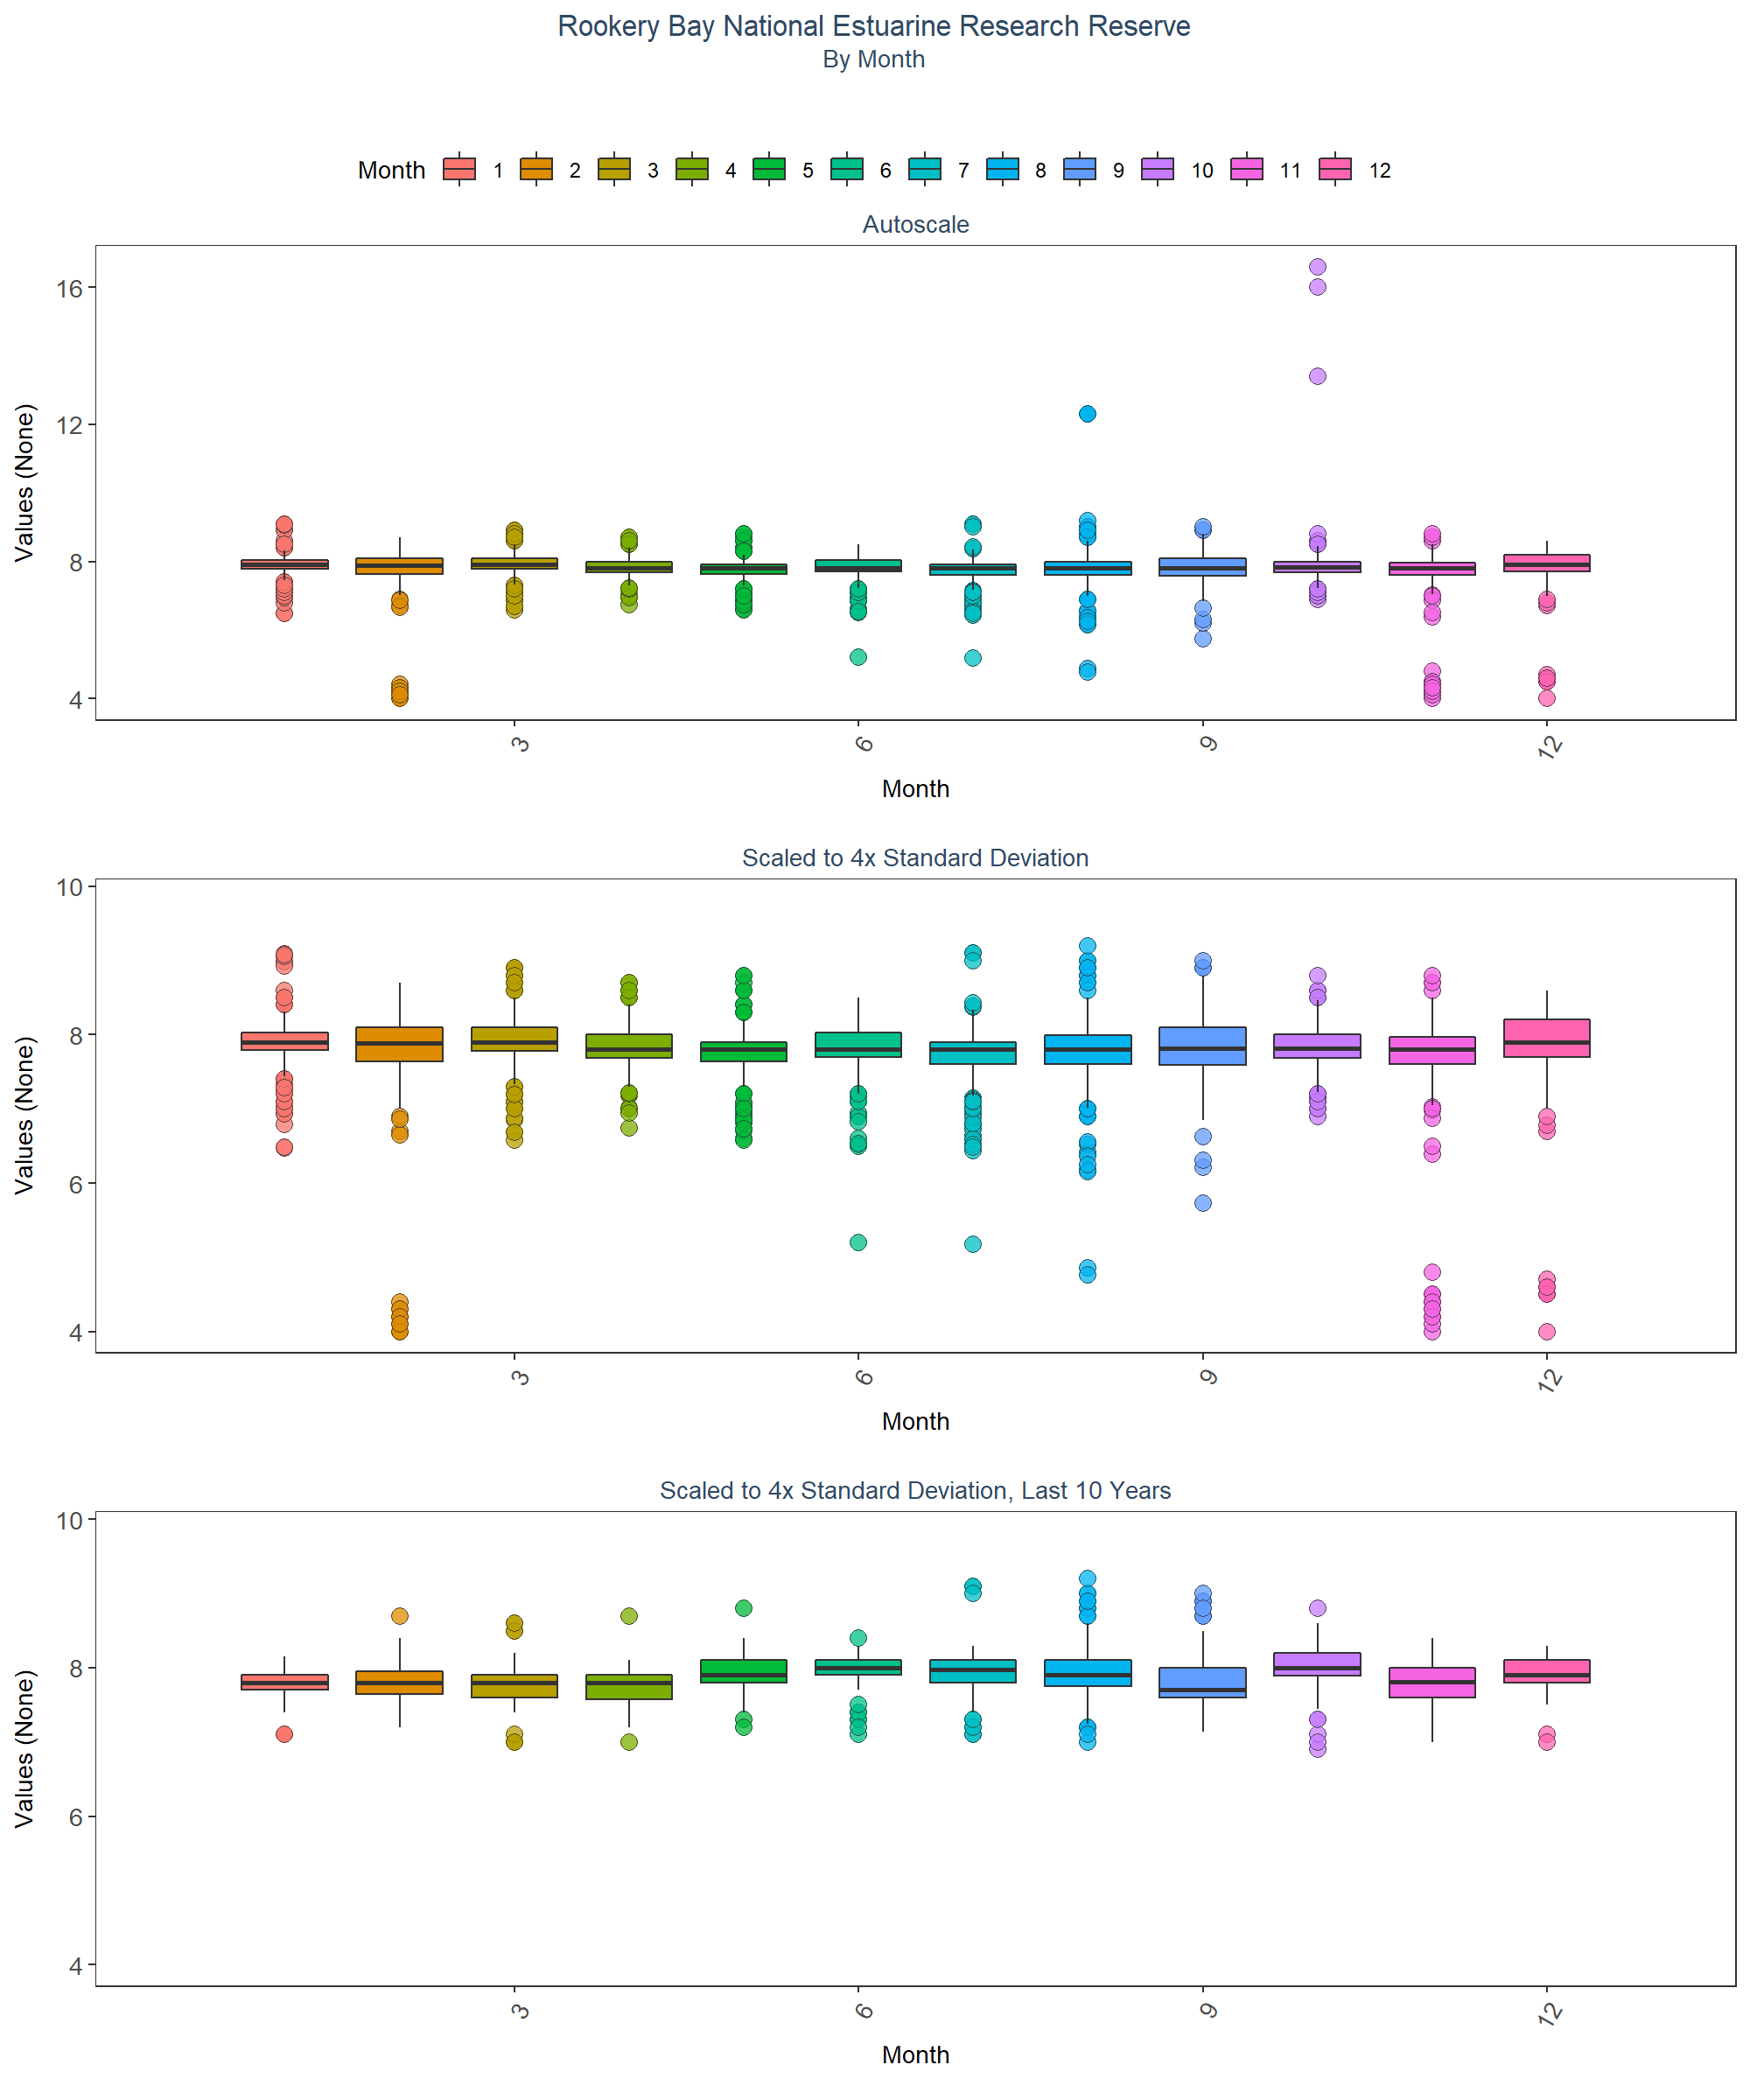 Rookery Bay National Estuarine Research Reserve
By Month
Month 1 2 3 4 5 6 7 8 9 10 11 12
Autoscale
Values (None)
16
12
8
4
3 6 9 12
Month
Scaled to 4x Standard Deviation
Values (None)
10
8
6
4
3 6 9 12
Month
Scaled to 4x Standard Deviation, Last 10 Years
Values (None)
10
8
6
4
3 6 9 12
Month